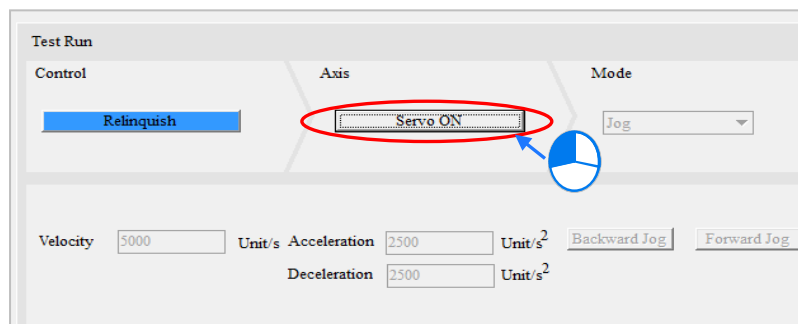 Test Run
Control Axis Mode
Relinquish Servo ON Jog
Velocity 5000 Unit/s Acceleration 2500 Unit/s2 Backward Jog Forward Jog
Deceleration 2500 Unit/s2